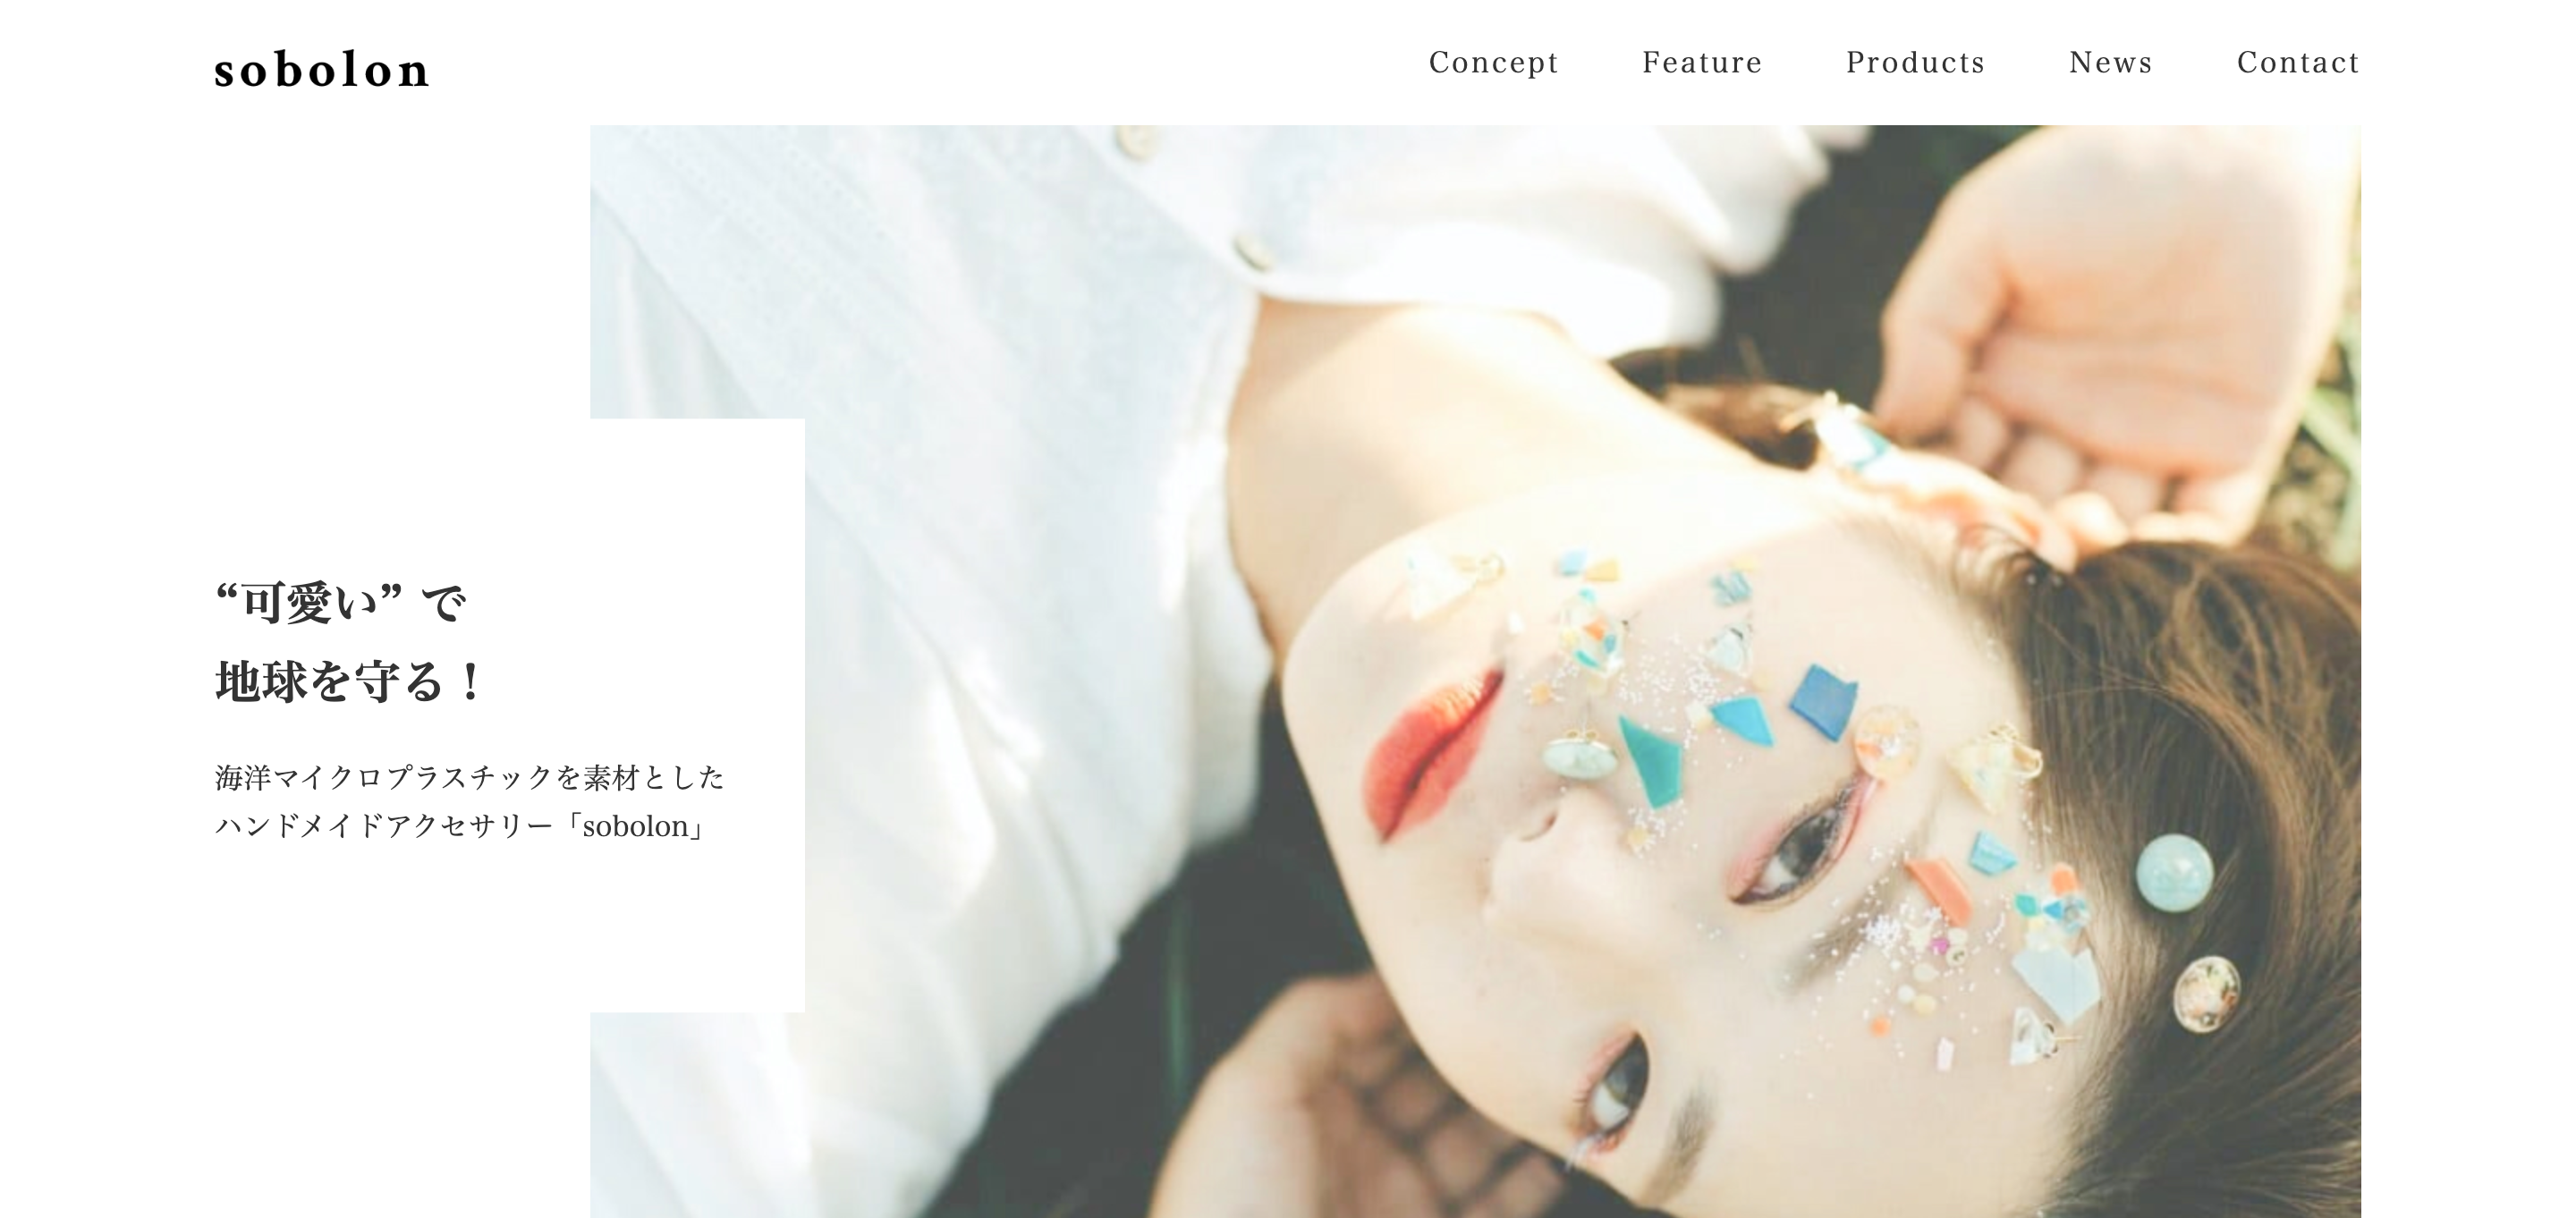 sobolon
Concept
Feature
Products
News
Contact
“可愛い” で
地球を守る！
海洋マイクロプラスチックを素材とした
ハンドメイドアクセサリー「sobolon」